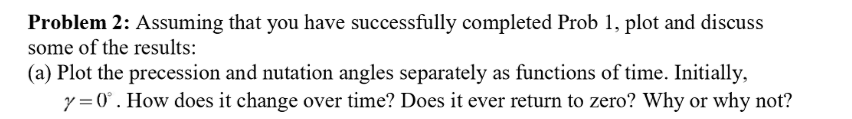 Problem 2: Assuming that you have successfully completed Prob 1, plot and discuss
some of the results:
(a) Plot the precession and nutation angles separately as functions of time. Initially,
γ = 0°. How does it change over time? Does it ever return to zero? Why or why not?